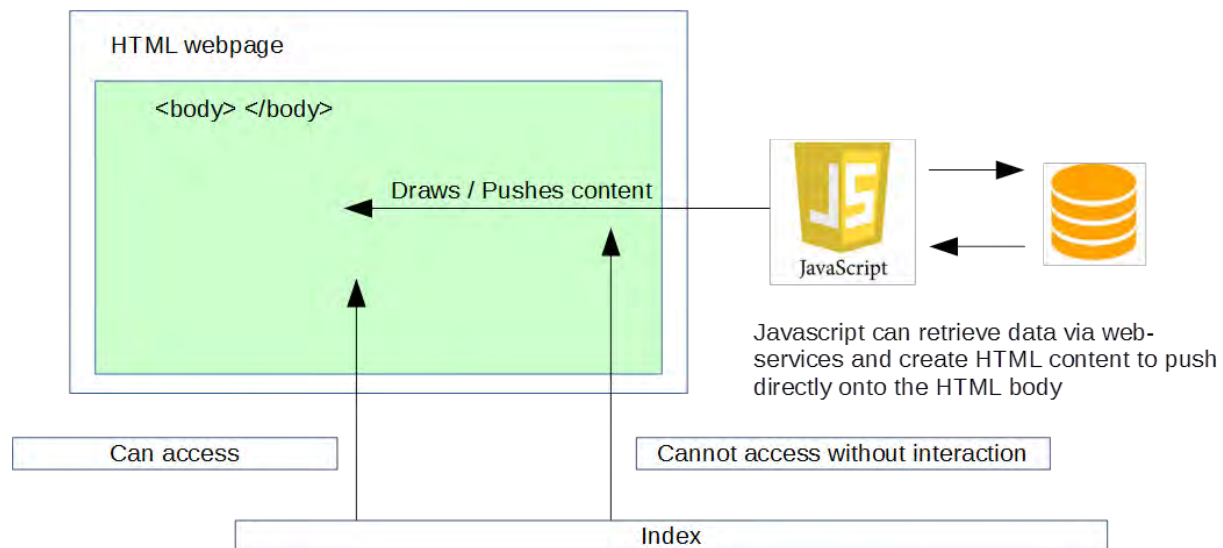 HTML webpage
<body> </body>
Draws / Pushes content
JS
JavaScript
Javascript can retrieve data via web-
services and create HTML content to push
directly onto the HTML body
Can access
Cannot access without interaction
Index